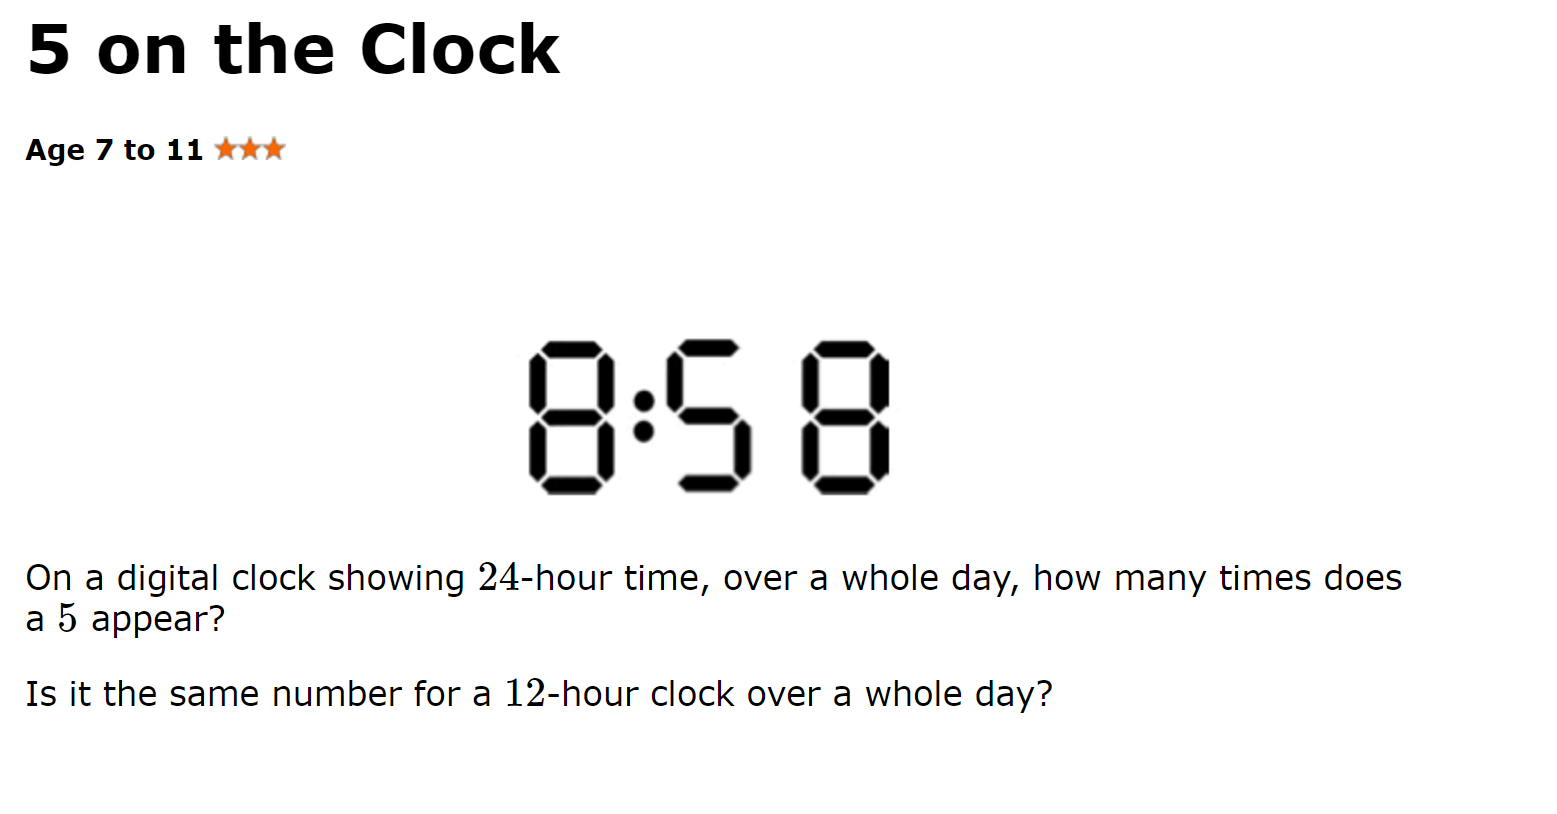 5 on the Clock
Age 7 to 11
8:58
On a digital clock showing 24-hour time, over a whole day, how many times does
a 5 appear?
Is it the same number for a 12-hour clock over a whole day?